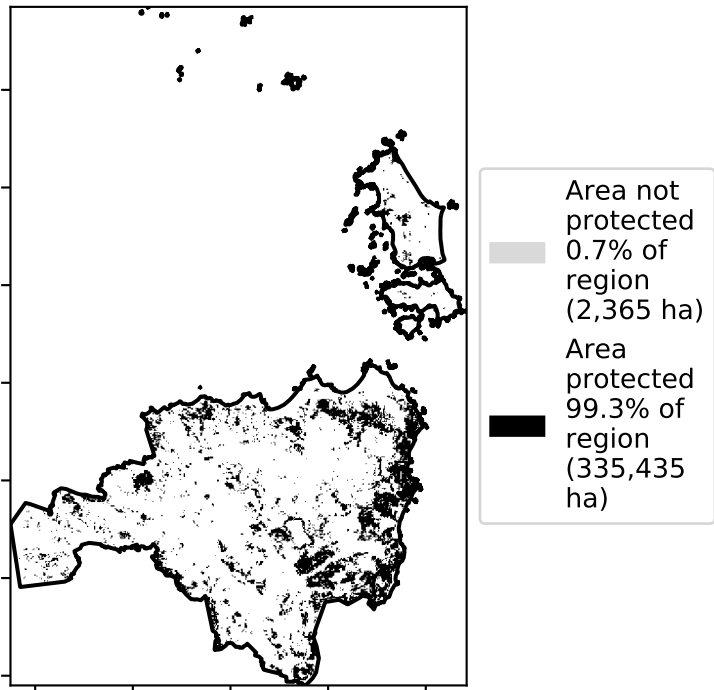 Area not
protected
0.7% of
region
(2,365 ha)
Area
protected
99.3% of
region
(335,435
ha)